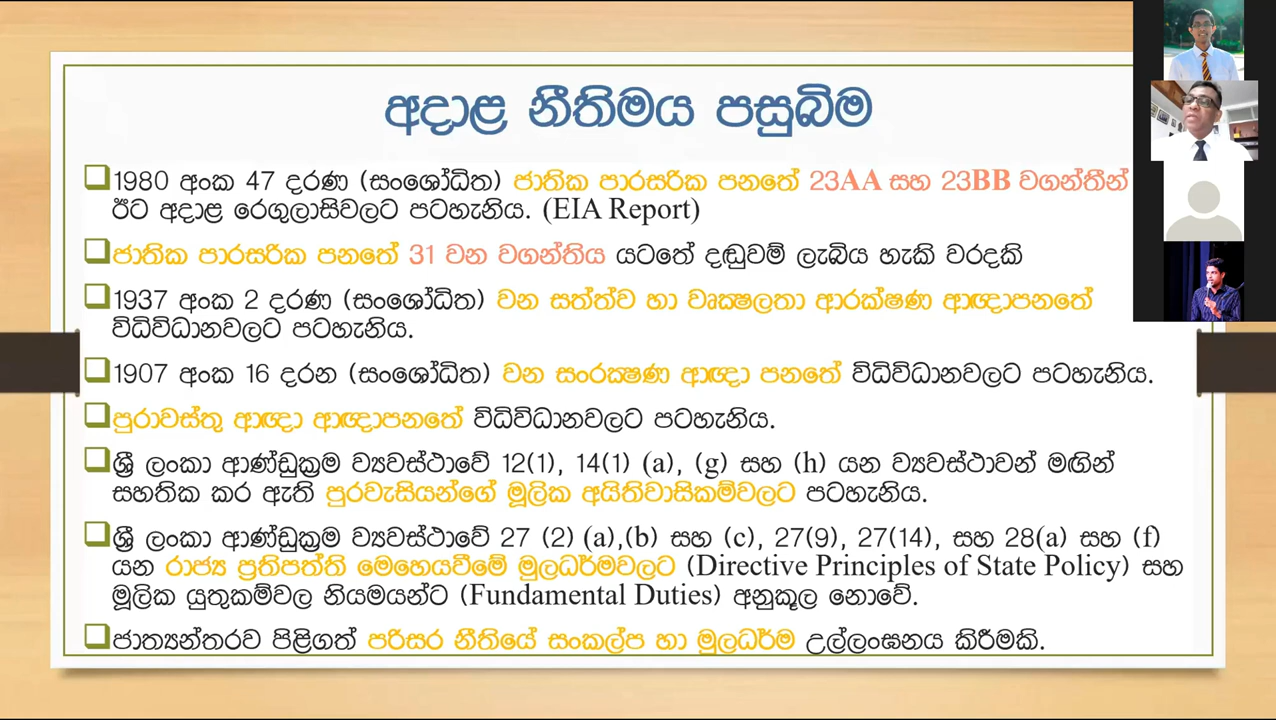 අදාළ නීතිමය පසුබිම
❑1980 අංක 47 දරණ (සංශෝධිත) ජාතික පාරසරික පනතේ 23AA සහ 23BB වගන්තීන්
ඊට අදාළ රෙගුලාසිවලට පටහැනිය. (EIA Report)
❑ජාතික පාරසරික පනතේ 31 වන වගන්තිය යටතේ දඬුවම් ලැබිය හැකි වරදකි
❑1937 අංක 2 දරණ (සංශෝධිත) වන සත්ත්ව හා වෘක්ෂලතා ආරක්ෂණ ආඥාපනතේ
විධිවිධානවලට පටහැනිය.
❑1907 අංක 16 දරන (සංශෝධිත) වන සංරක්ෂණ ආඥා පනතේ විධිවිධානවලට පටහැනිය.
❑පුරාවස්තු ආඥා ආඥාපනතේ විධිවිධානවලට පටහැනිය.
❑ශ්‍රී ලංකා ආණ්ඩුක්‍රම ව්‍යවස්ථාවේ 12(1), 14(1) (a), (g) සහ (h) යන ව්‍යවස්ථාවන් මඟින්
සහතික කර ඇති පුරවැසියන්ගේ මූලික අයිතිවාසිකම්වලට පටහැනිය.
❑ශ්‍රී ලංකා ආණ්ඩුක්‍රම ව්‍යවස්ථාවේ 27 (2) (a),(b) සහ (c), 27(9), 27(14), සහ 28(a) සහ (f)
යන රාජ්‍ය ප්‍රතිපත්ති මෙහෙයවීමේ මුලධර්මවලට (Directive Principles of State Policy) සහ
මූලික යුතුකම්වල නියමයන්ට (Fundamental Duties) අනුකූල නොවේ.
❑ජාත්‍යන්තරව පිළිගත් පරිසර නීතියේ සංකල්ප හා මුලධර්ම උල්ලංඝනය කිරීමකි.